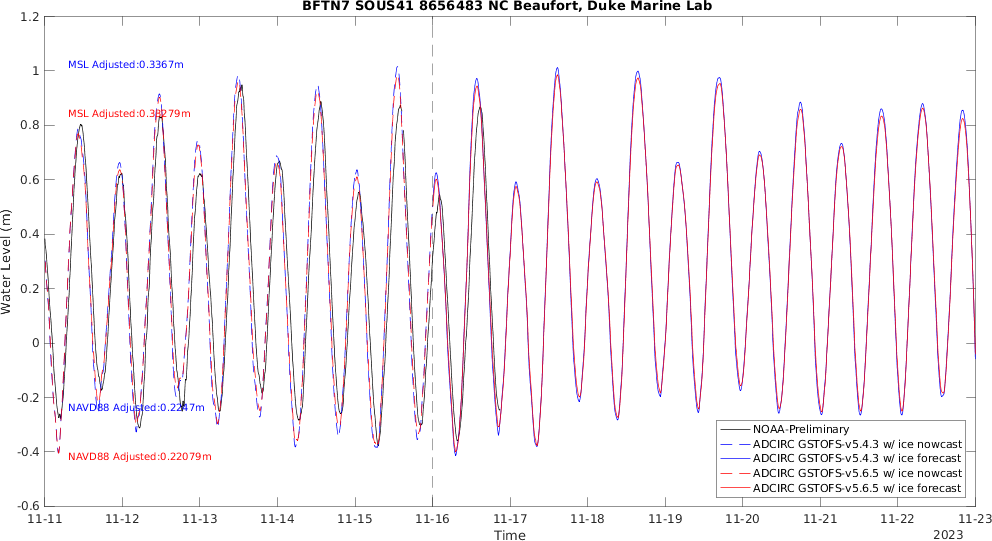 BFTN7 SOUS41 8656483 NC Beaufort, Duke Marine Lab
1.2
1
0.8
0.6
0.4
0.2
0
-0.2
-0.4
-0.6
Water Level (m)
MSL Adjusted:0.3367m
MSL Adjusted:0.33279m
NAVD88 Adjusted:0.2247m
NAVD88 Adjusted:0.22079m
NOAA-Preliminary
ADCIRC GSTOFS-v5.4.3 w/ ice nowcast
ADCIRC GSTOFS-v5.4.3 w/ ice forecast
ADCIRC GSTOFS-v5.6.5 w/ ice nowcast
ADCIRC GSTOFS-v5.6.5 w/ ice forecast
11-11 11-12 11-13 11-14 11-15 11-16 11-17 11-18 11-19 11-20 11-21 11-22 11-23
Time
2023